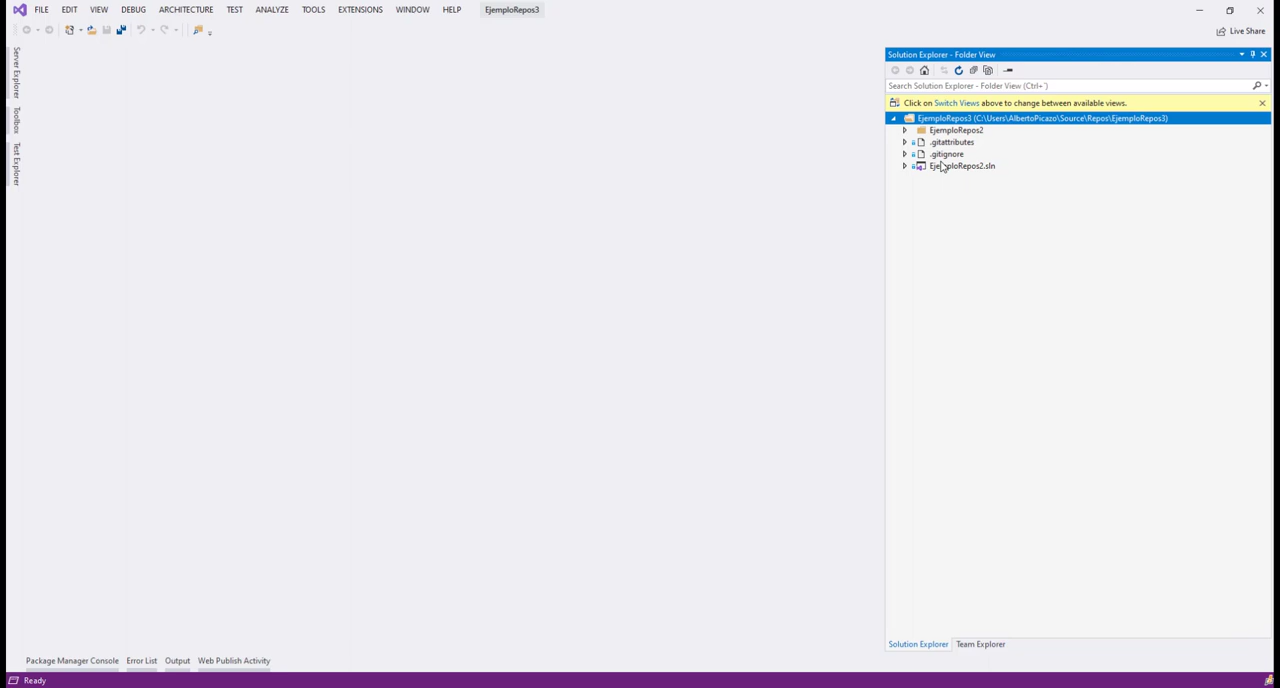 FILE EDIT VIEW DEBUG ARCHITECTURE TEST ANALYZE TOOLS EXTENSIONS WINDOW HELP EjemploRepos3
Live Share
Server Explorer
Toolbox
Test Explorer
Solution Explorer - Folder View
Search Solution Explorer - Folder View (Ctrl+¨)
Click on Switch Views above to change between available views.
EjemploRepos3 (C:\Users\AlbertoPicazo\Source\Repos\EjemploRepos3)
EjemploRepos2
.gitattributes
.gitignore
EjemploRepos2.sln
Solution Explorer Team Explorer
Package Manager Console Error List Output Web Publish Activity
Ready